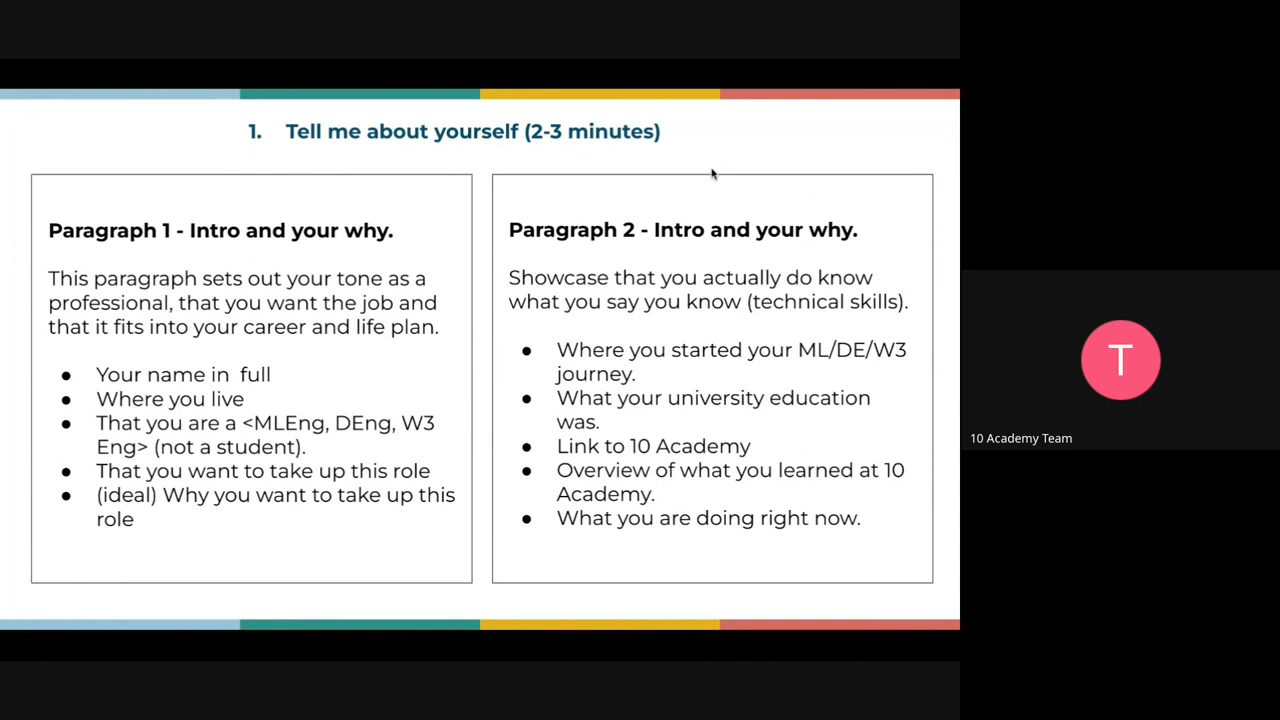 1. Tell me about yourself (2-3 minutes)
Paragraph 1 - Intro and your why.
This paragraph sets out your tone as a
professional, that you want the job and
that it fits into your career and life plan.
● Your name in  full
● Where you live
● That you are a <MLEng, DEng, W3
Eng> (not a student).
● That you want to take up this role
● (ideal) Why you want to take up this
role
Paragraph 2 - Intro and your why.
Showcase that you actually do know
what you say you know (technical skills).
● Where you started your ML/DE/W3
journey.
● What your university education
was.
● Link to 10 Academy
● Overview of what you learned at 10
Academy.
● What you are doing right now.
T
10 Academy Team